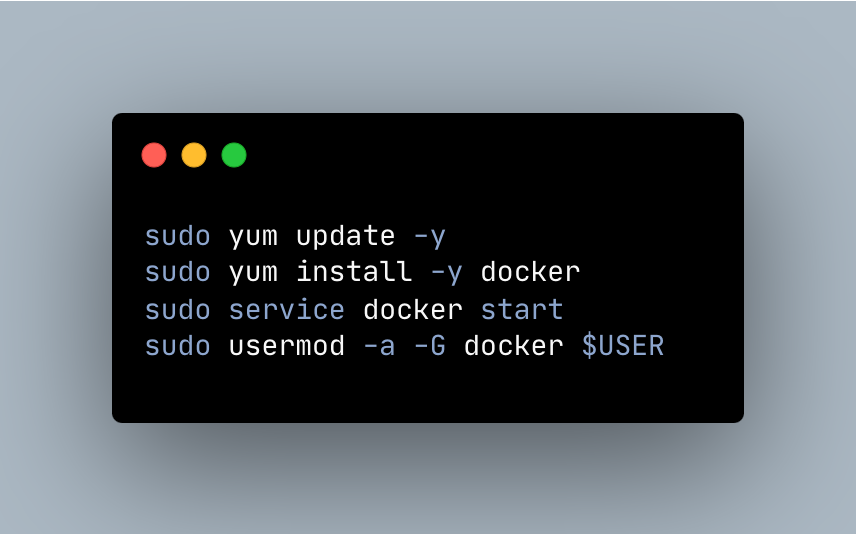 sudo yum update -y
sudo yum install -y docker
sudo service docker start
sudo usermod -a -G docker $USER